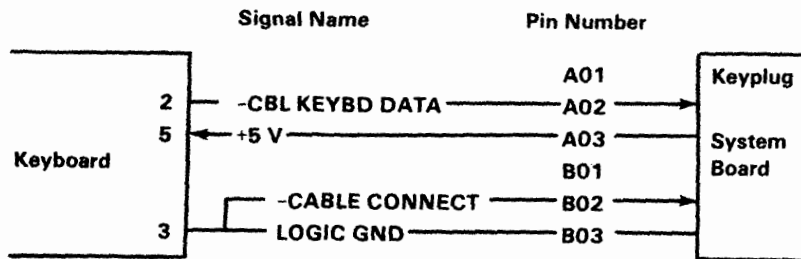 Signal Name Pin Number
A01 Keyplug
2 -CBL KEYBD DATA A02
5 +5 V A03 System
Keyboard B01 Board
-CABLE CONNECT B02
3 LOGIC GND B03